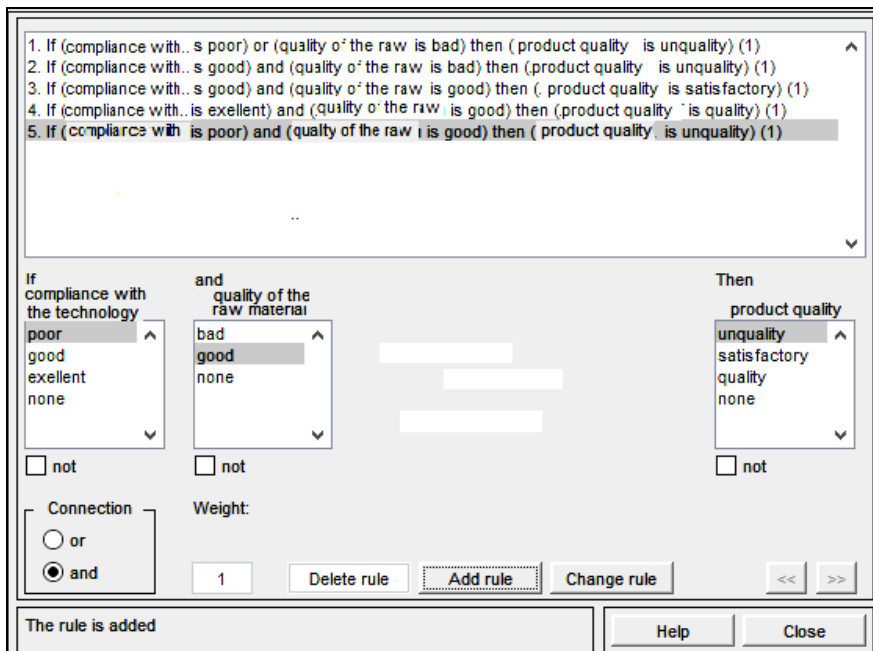 1. If (compliance with.. s poor) or (quality of the raw is bad) then ( product quality is unquality) (1)
2. If (compliance with.. s good) and (quality of the raw is bad) then (.product quality is unquality) (1)
3. If (compliance with.. s good) and (quality of the raw is good) then (. product quality is satisfactory) (1)
4. If (compliance with.. is exellent) and (.quality of the raw is good) then (.product quality is quality) (1)
5. If (compliance with is poor) and (qualty of the raw is good) then ( product quality is unquality) (1)
If and Then
compliance with quality of the
the technology raw material product quality
poor bad unquality
good good satisfactory
exellent none quality
none none
not not not
Connection Weight:
or
and 1 Delete rule Add rule Change rule << >>
The rule is added Help Close